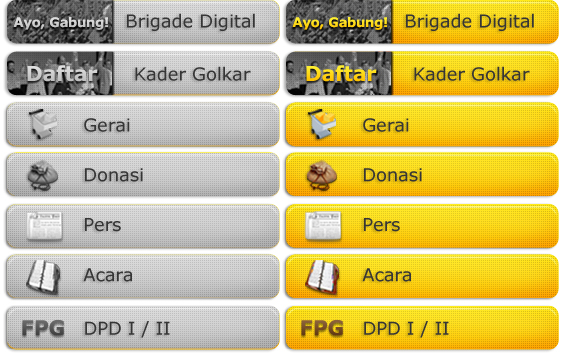 Ayo, Gabung! Brigade Digital Ayo, Gabung! Brigade Digital
Daftar Kader Golkar Daftar Kader Golkar
Gerai Gerai
Donasi Donasi
Pers Pers
Acara Acara
FPG DPD I / II FPG DPD I / II